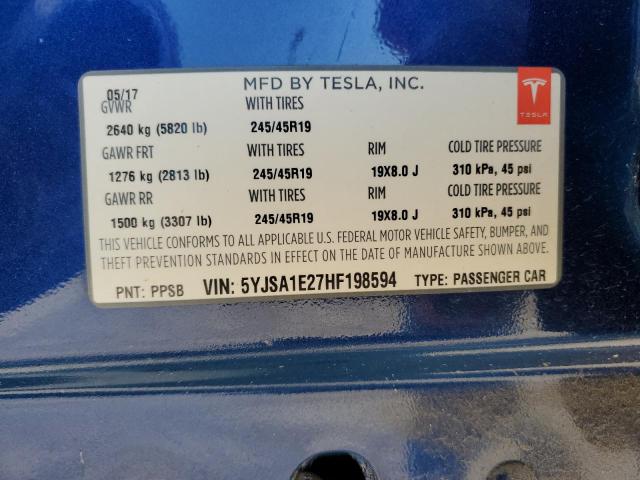 05/17 MFD BY TESLA, INC.
GVWR WITH TIRES TESLA
2640 kg (5820 lb) 245/45R19
GAWR FRT WITH TIRES RIM COLD TIRE PRESSURE
1276 kg (2813 lb) 245/45R19 19X8.0 J 310 kPa, 45 psi
GAWR RR WITH TIRES RIM COLD TIRE PRESSURE
1500 kg (3307 lb) 245/45R19 19X8.0 J 310 kPa, 45 psi
THIS VEHICLE CONFORMS TO ALL APPLICABLE U.S. FEDERAL MOTOR VEHICLE SAFETY, BUMPER, AND
THEFT PREVENTION STANDARDS IN EFFECT ON THE DATE OF MANUFACTURE SHOWN ABOVE.
PNT: PPSB VIN: 5YJSA1E27HF198594 TYPE: PASSENGER CAR